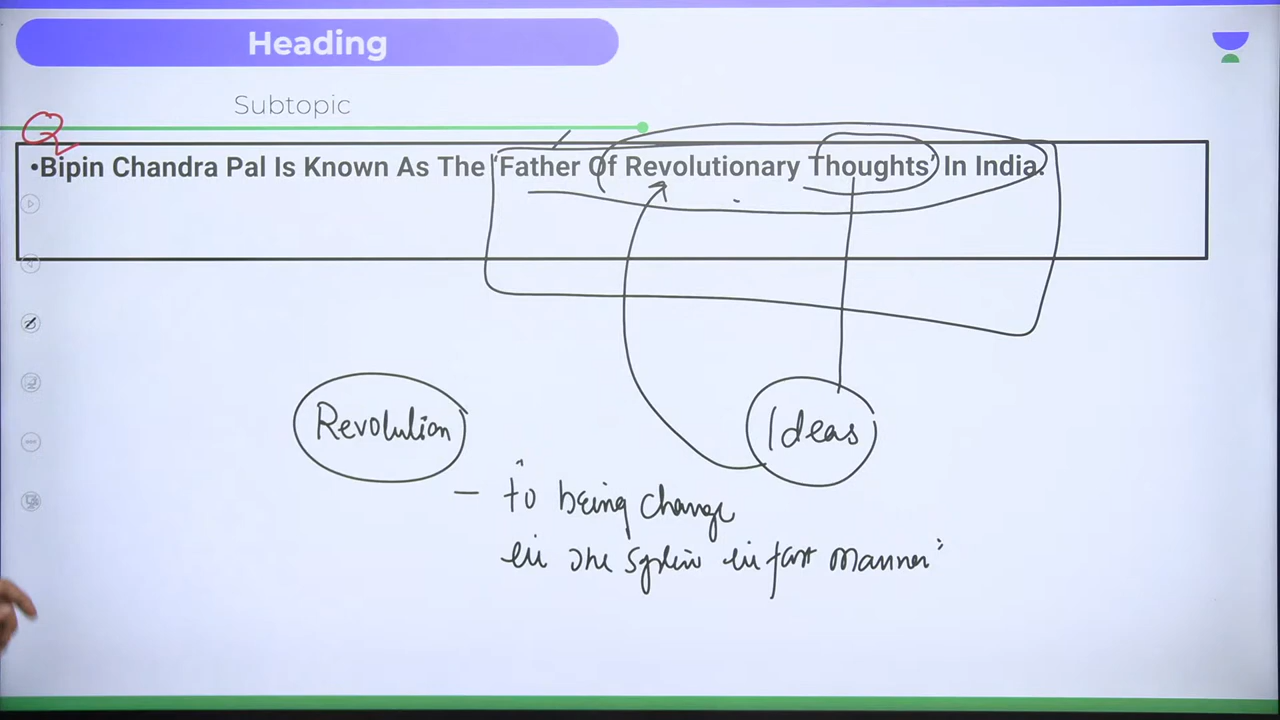 Heading
Subtopic
Q
•Bipin Chandra Pal Is Known As The 'Father Of Revolutionary Thoughts' In India.
Revolution
Ideas
– to being change
in the system in fast manner